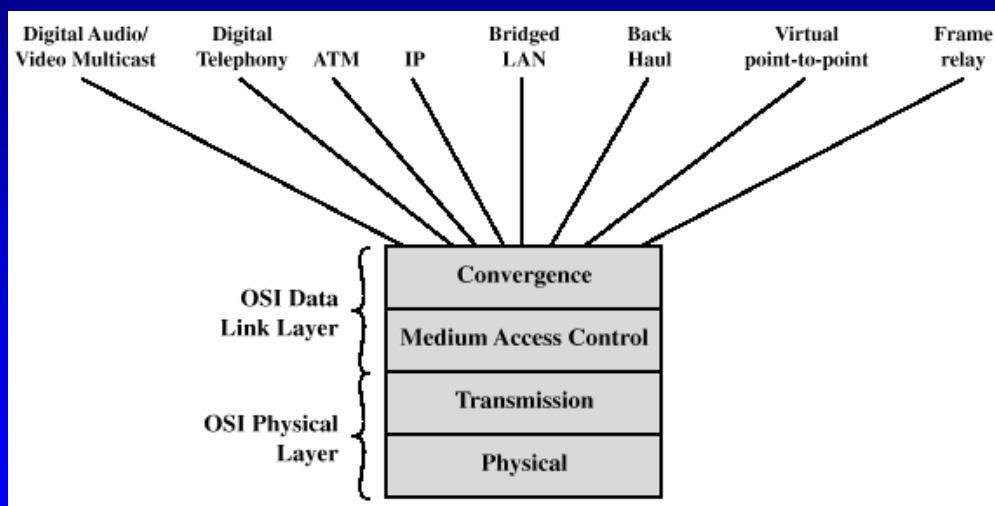 Digital Audio/
Video Multicast
Digital
Telephony
ATM
IP
Bridged
LAN
Back
Haul
Virtual
point-to-point
Frame
relay
OSI Data
Link Layer
Convergence
Medium Access Control
OSI Physical
Layer
Transmission
Physical